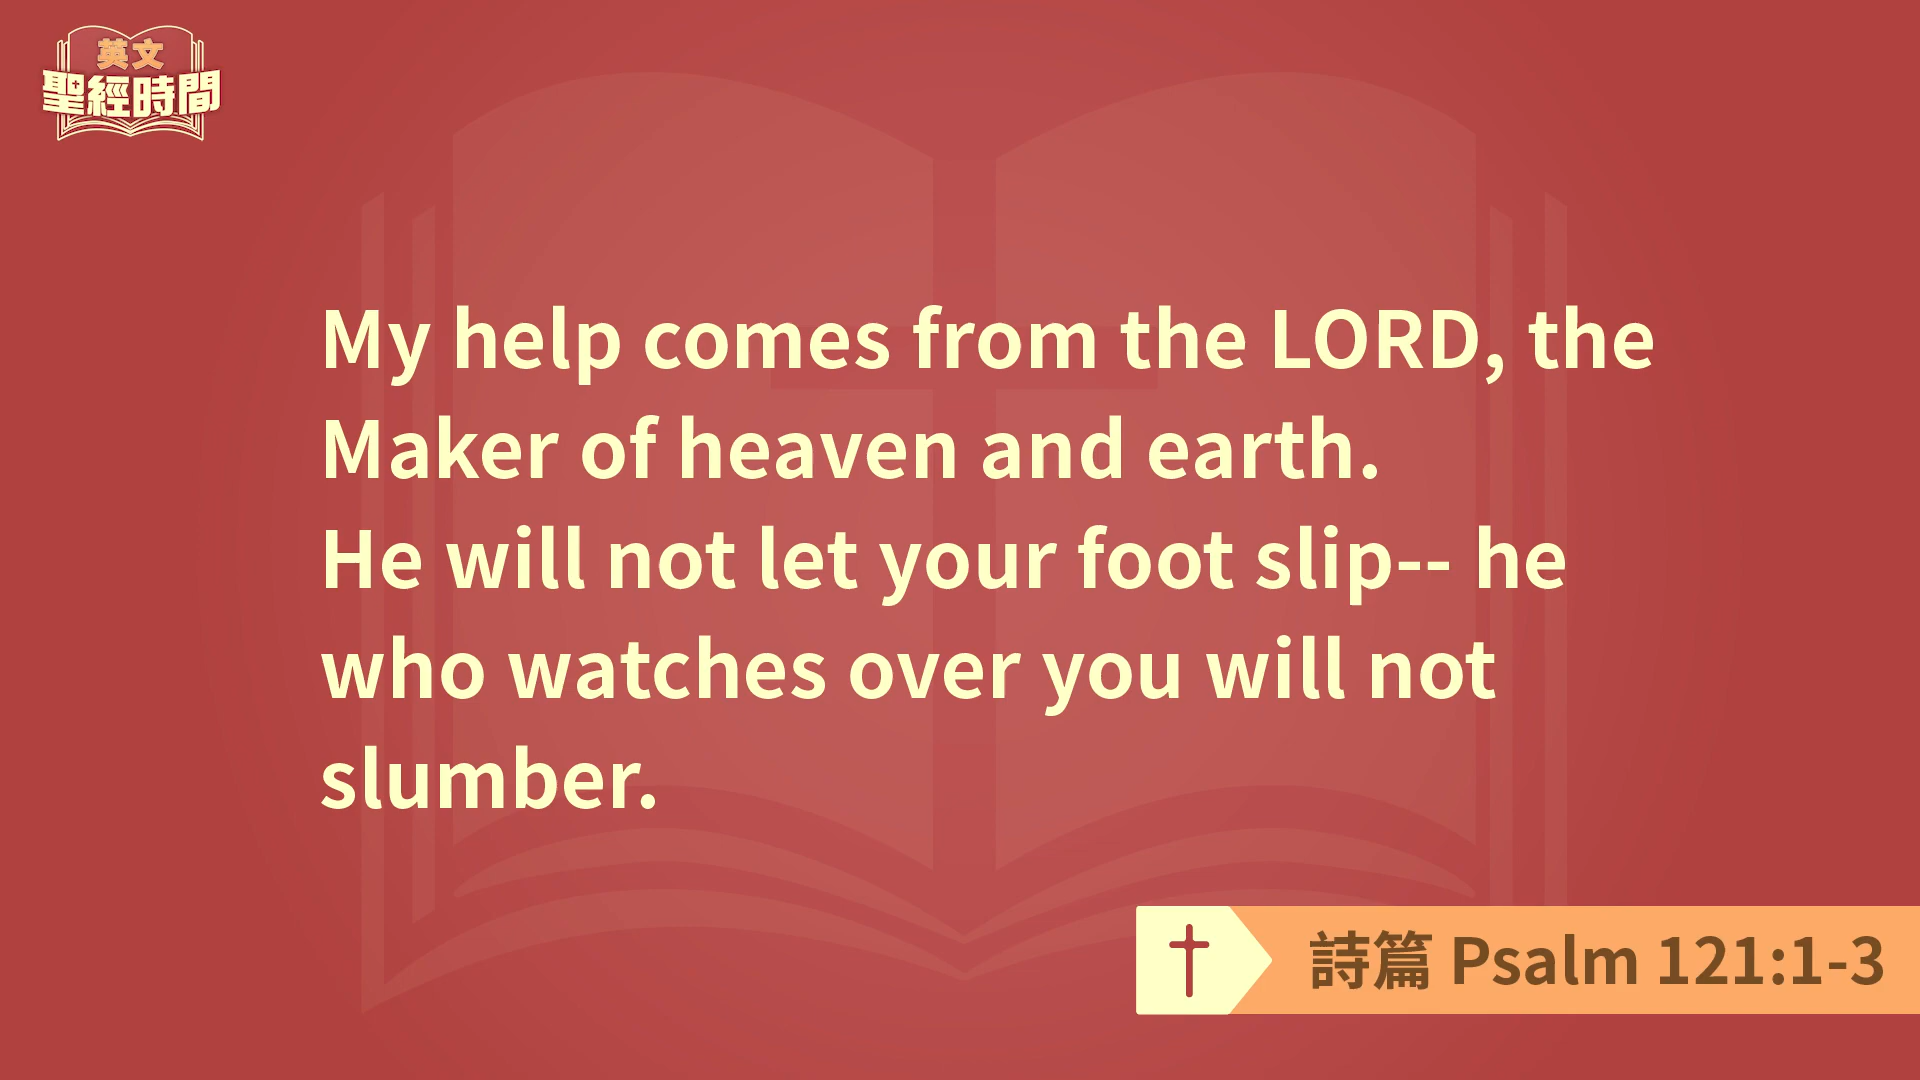 英文
聖經時間
My help comes from the LORD, the
Maker of heaven and earth.
He will not let your foot slip-- he
who watches over you will not
slumber.
詩篇 Psalm 121:1-3